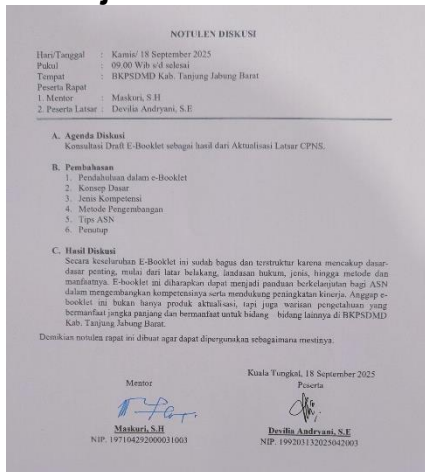 NOTULEN DISKUSI
Hari/Tanggal : Kamis/ 18 September 2025
Pukul : 09.00 Wib s/d selesai
Tempat : BKPSDMD Kab. Tanjung Jabung Barat
Peserta Rapat
1. Mentor : Maskuri, S.H
2. Peserta Latsar : Devilia Andryani, S.E
A. Agenda Diskusi
Konsultasi Draft E-Booklet sebagai hasil dari Aktualisasi Latsar CPNS.
B. Pembahasan
1. Pendahuluan dalam e-Booklet
2. Konsep Dasar
3. Jenis Kompetensi
4. Metode Pengembangan
5. Tips ASN
6. Penutup
C. Hasil Diskusi
Secara keseluruhan E-Booklet ini sudah bagus dan terstruktur karena mencakup dasar-
dasar penting, mulai dari latar belakang, landasan hukum, jenis, hingga metode dan
manfaatnya. E-booklet ini diharapkan dapat menjadi panduan berkelanjutan bagi ASN
dalam mengembangkan kompetensinya serta mendukung peningkatan kinerja. Anggap e-
booklet ini bukan hanya produk aktualisasi, tapi juga warisan pengetahuan yang
bermanfaat jangka panjang dan bermanfaat untuk bidang - bidang lainnya di BKPSDMD
Kab. Tanjung Jabung Barat.
Demikian notulen rapat ini dibuat agar dapat dipergunakan sebagaimana mestinya.
Kuala Tungkal, 18 September 2025
Mentor
Peserta
Maskuri, S.H
NIP. 197104292000031003
Devilia Andryani, S.E
NIP. 199203132025042003